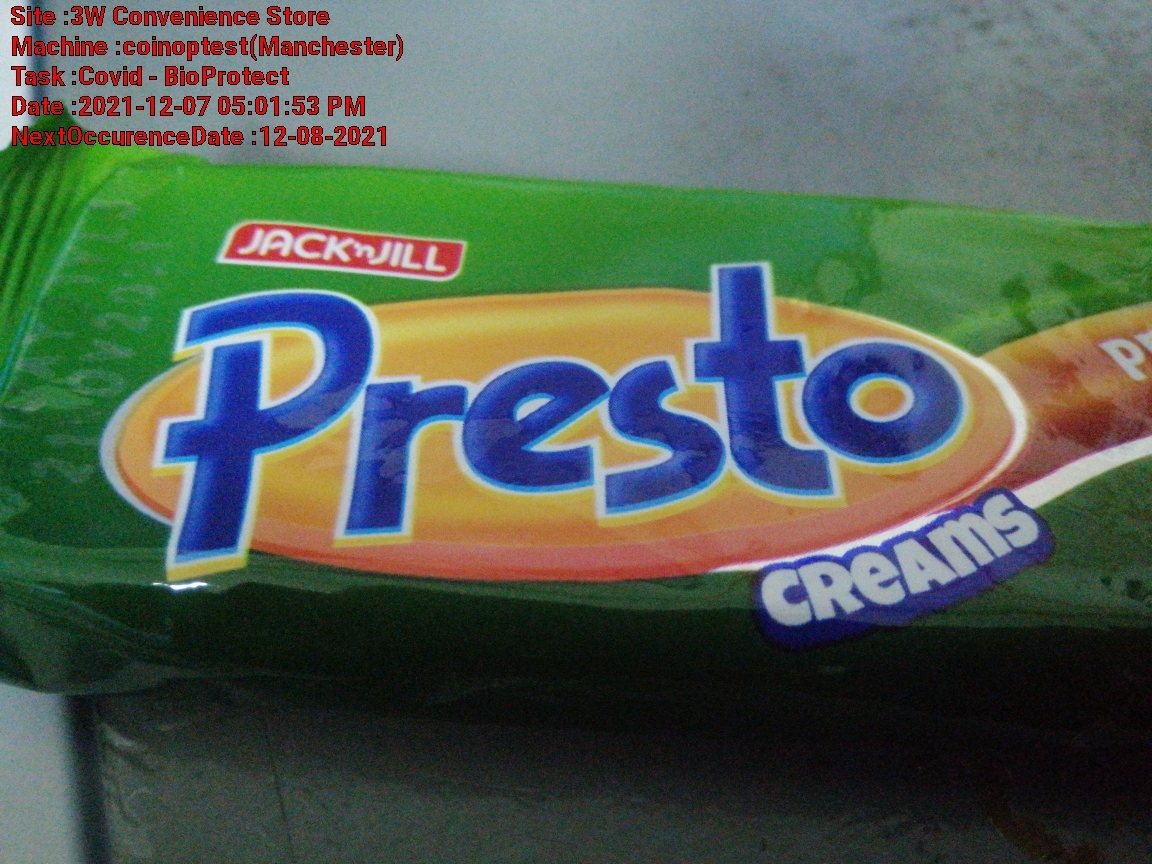 Site :3W Convenience Store
Machine :coinoptest(Manchester)
Task :Covid - BioProtect
Date :2021-12-07 05:01:53 PM
NextOccurenceDate :12-08-2021
JACK 'n JILL
Presto
CREAMS